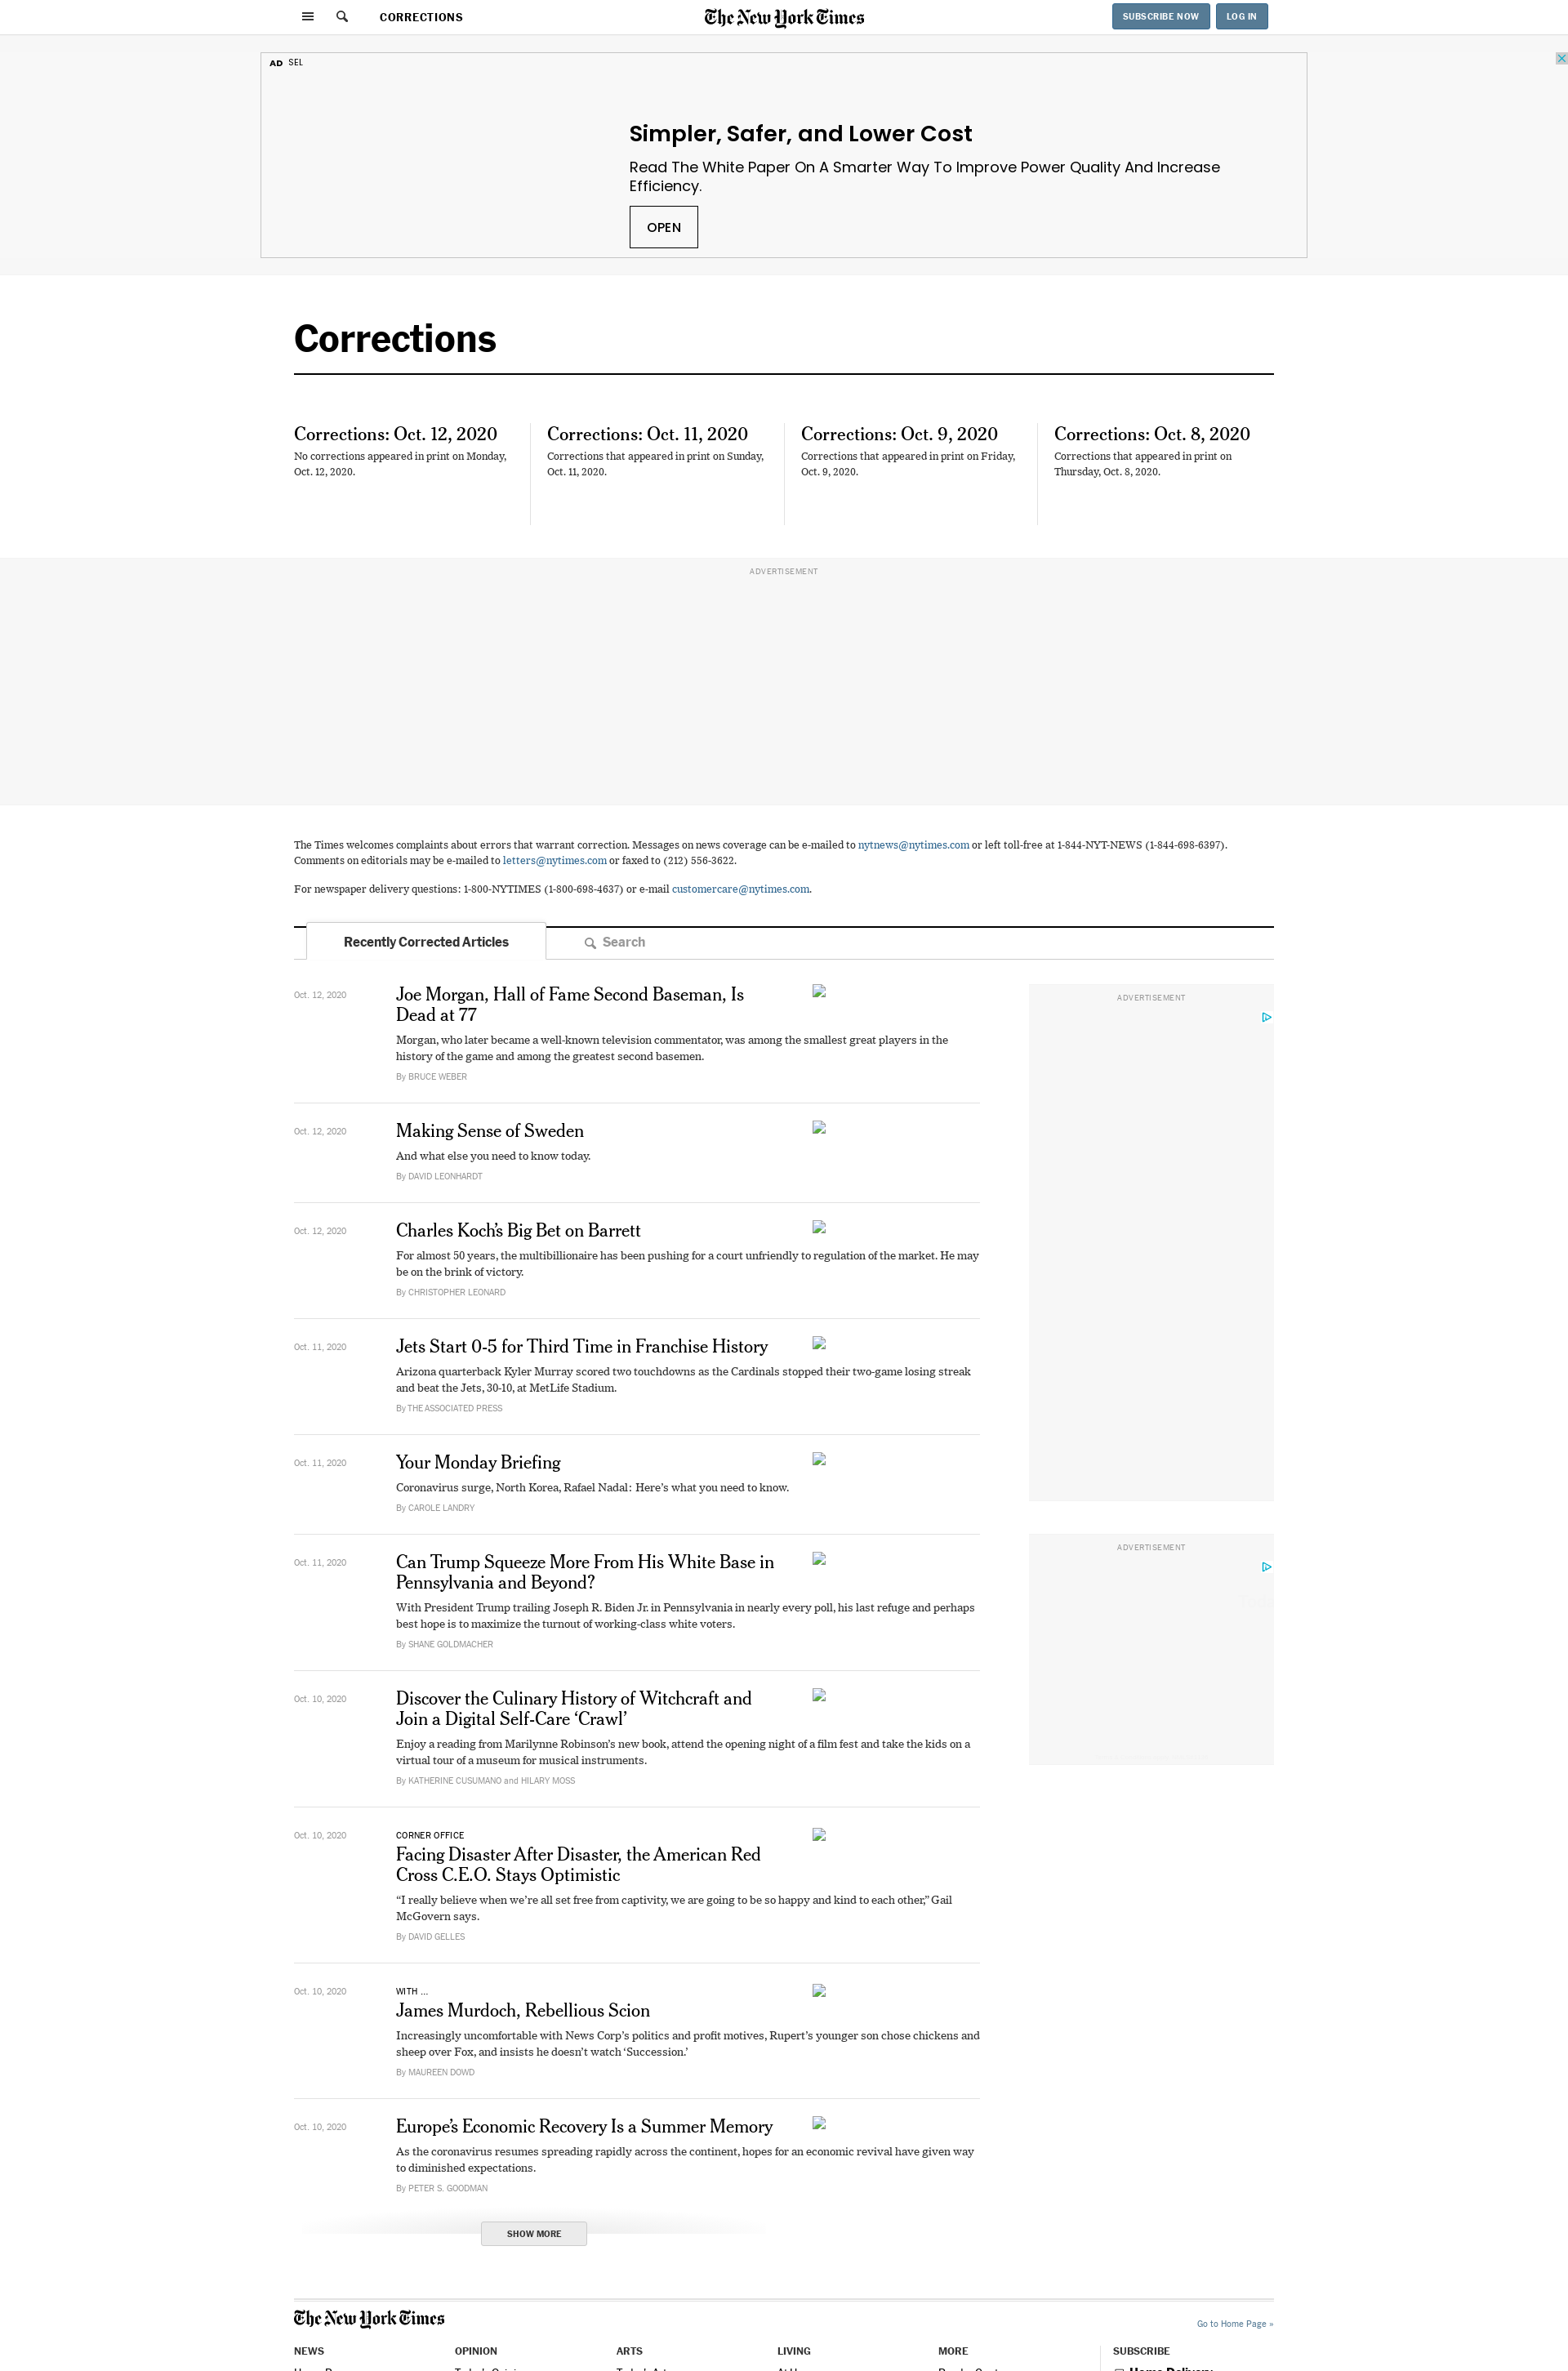 CORRECTIONS
The New York Times
SUBSCRIBE NOW
LOG IN
AD SEL
Simpler, Safer, and Lower Cost
Read The White Paper On A Smarter Way To Improve Power Quality And Increase
Efficiency.
OPEN
Corrections
Corrections: Oct. 12, 2020
No corrections appeared in print on Monday,
Oct. 12, 2020.
Corrections: Oct. 11, 2020
Corrections that appeared in print on Sunday,
Oct. 11, 2020.
Corrections: Oct. 9, 2020
Corrections that appeared in print on Friday,
Oct. 9, 2020.
Corrections: Oct. 8, 2020
Corrections that appeared in print on
Thursday, Oct. 8, 2020.
ADVERTISEMENT
The Times welcomes complaints about errors that warrant correction. Messages on news coverage can be e-mailed to nytnews@nytimes.com or left toll-free at 1-844-NYT-NEWS (1-844-698-6397).
Comments on editorials may be e-mailed to letters@nytimes.com or faxed to (212) 556-3622.
For newspaper delivery questions: 1-800-NYTIMES (1-800-698-4637) or e-mail customercare@nytimes.com.
Recently Corrected Articles
Search
Oct. 12, 2020
Joe Morgan, Hall of Fame Second Baseman, Is
Dead at 77
Morgan, who later became a well-known television commentator, was among the smallest great players in the
history of the game and among the greatest second basemen.
By BRUCE WEBER
Oct. 12, 2020
Making Sense of Sweden
And what else you need to know today.
By DAVID LEONHARDT
Oct. 12, 2020
Charles Koch’s Big Bet on Barrett
For almost 50 years, the multibillionaire has been pushing for a court unfriendly to regulation of the market. He may
be on the brink of victory.
By CHRISTOPHER LEONARD
Oct. 11, 2020
Jets Start 0-5 for Third Time in Franchise History
Arizona quarterback Kyler Murray scored two touchdowns as the Cardinals stopped their two-game losing streak
and beat the Jets, 30-10, at MetLife Stadium.
By THE ASSOCIATED PRESS
Oct. 11, 2020
Your Monday Briefing
Coronavirus surge, North Korea, Rafael Nadal: Here’s what you need to know.
By CAROLE LANDRY
Oct. 11, 2020
Can Trump Squeeze More From His White Base in
Pennsylvania and Beyond?
With President Trump trailing Joseph R. Biden Jr. in Pennsylvania in nearly every poll, his last refuge and perhaps
best hope is to maximize the turnout of working-class white voters.
By SHANE GOLDMACHER
Oct. 10, 2020
Discover the Culinary History of Witchcraft and
Join a Digital Self-Care ‘Crawl’
Enjoy a reading from Marilynne Robinson’s new book, attend the opening night of a film fest and take the kids on a
virtual tour of a museum for musical instruments.
By KATHERINE CUSUMANO and HILARY MOSS
Oct. 10, 2020
CORNER OFFICE
Facing Disaster After Disaster, the American Red
Cross C.E.O. Stays Optimistic
“I really believe when we’re all set free from captivity, we are going to be so happy and kind to each other,” Gail
McGovern says.
By DAVID GELLES
Oct. 10, 2020
WITH ...
James Murdoch, Rebellious Scion
Increasingly uncomfortable with News Corp’s politics and profit motives, Rupert’s younger son chose chickens and
sheep over Fox, and insists he doesn’t watch ‘Succession.’
By MAUREEN DOWD
Oct. 10, 2020
Europe’s Economic Recovery Is a Summer Memory
As the coronavirus resumes spreading rapidly across the continent, hopes for an economic revival have given way
to diminished expectations.
By PETER S. GOODMAN
SHOW MORE
ADVERTISEMENT
ADVERTISEMENT
The New York Times
Go to Home Page »
NEWS
OPINION
ARTS
LIVING
MORE
SUBSCRIBE